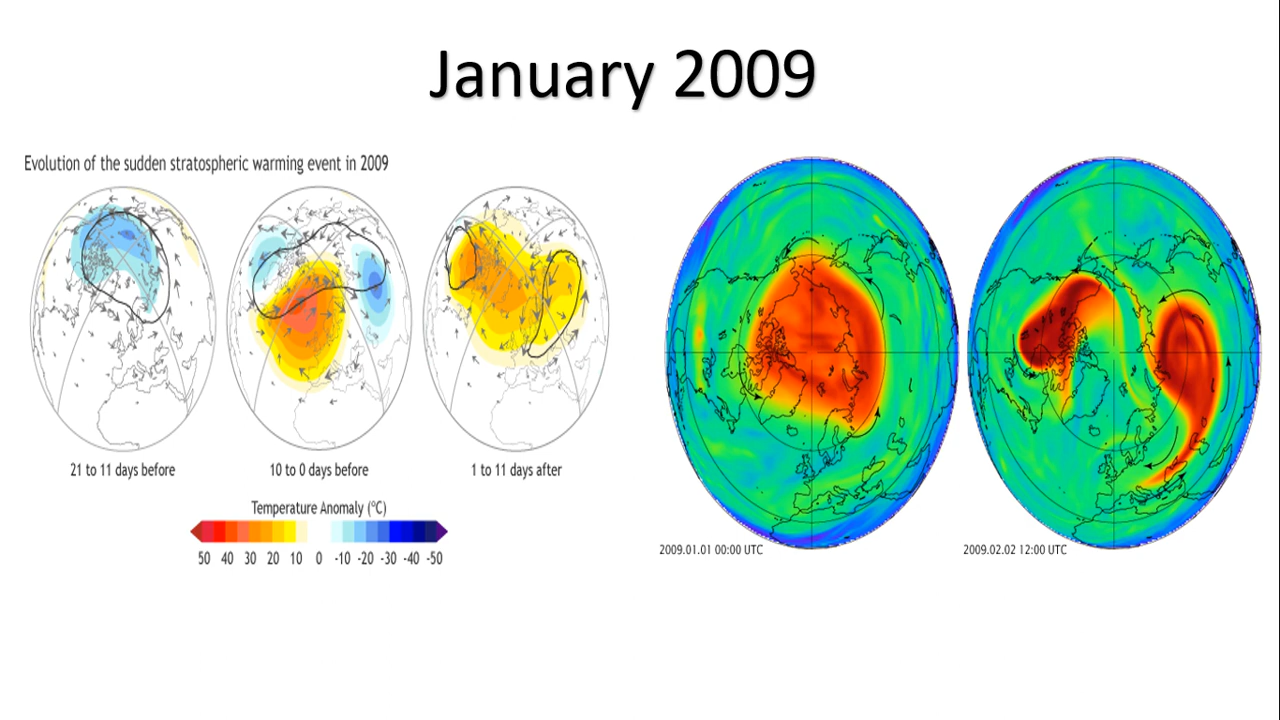 January 2009
Evolution of the sudden stratospheric warming event in 2009
21 to 11 days before
10 to 0 days before
1 to 11 days after
Temperature Anomaly (°C)
50 40 30 20 10 0 -10 -20 -30 -40 -50
2009.01.01 00:00 UTC
2009.02.02 12:00 UTC